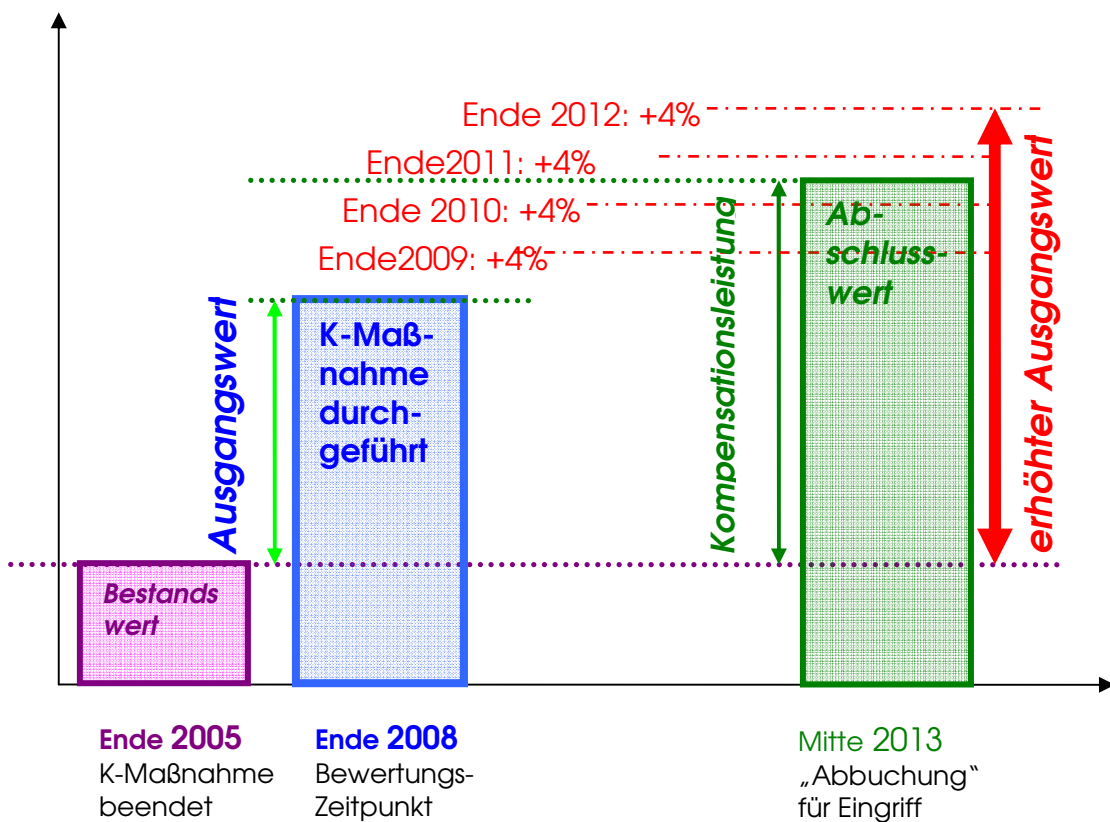 Ende 2012: +4%
Ende2011: +4%
Ende 2010: +4%
Ende2009: +4%
Ausgangswert
K-Maß-
nahme
durch-
geführt
Kompensationsleistung
Ab-
schluss-
wert
erhöhter Ausgangswert
Bestands
wert
Ende 2005
K-Maßnahme
beendet
Ende 2008
Bewertungs-
Zeitpunkt
Mitte 2013
„Abbuchung“
für Eingriff